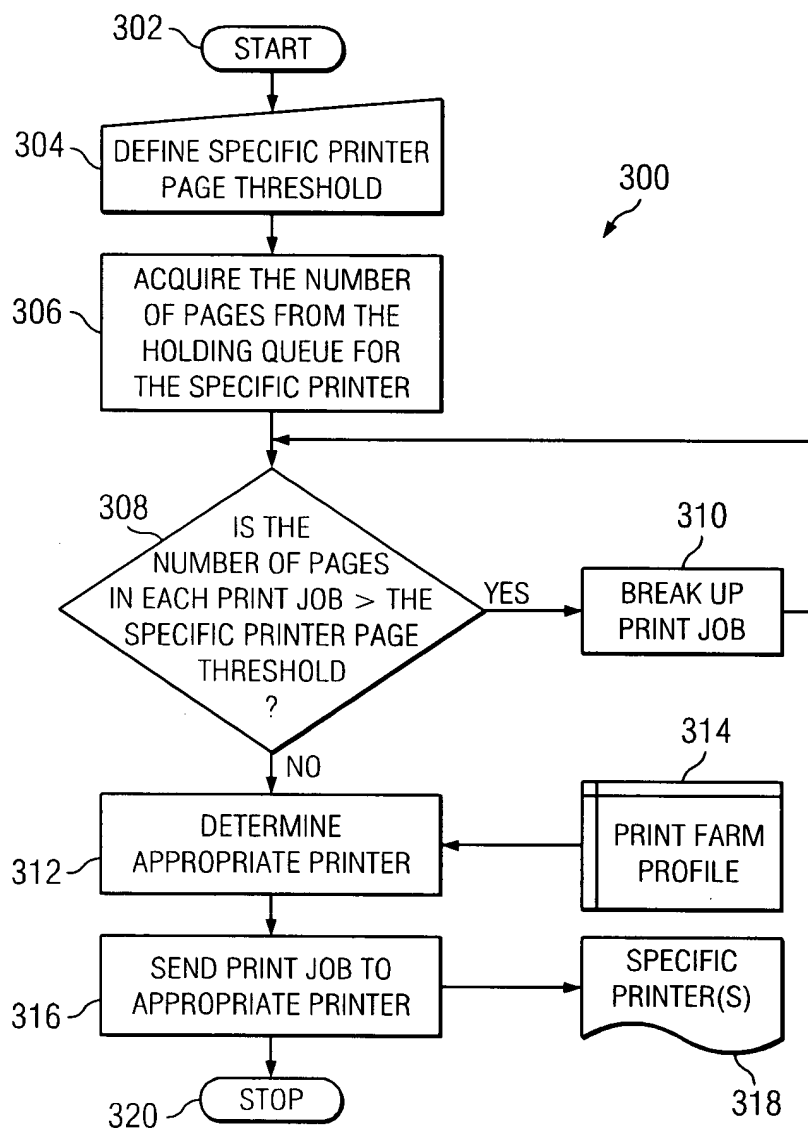 302
START
304
DEFINE SPECIFIC PRINTER
PAGE THRESHOLD
300
306
ACQUIRE THE NUMBER
OF PAGES FROM THE
HOLDING QUEUE FOR
THE SPECIFIC PRINTER
308
IS THE
NUMBER OF PAGES
IN EACH PRINT JOB > THE
SPECIFIC PRINTER PAGE
THRESHOLD
?
YES
310
BREAK UP
PRINT JOB
NO
312
DETERMINE
APPROPRIATE PRINTER
314
PRINT FARM
PROFILE
316
SEND PRINT JOB TO
APPROPRIATE PRINTER
SPECIFIC
PRINTER(S)
318
320
STOP